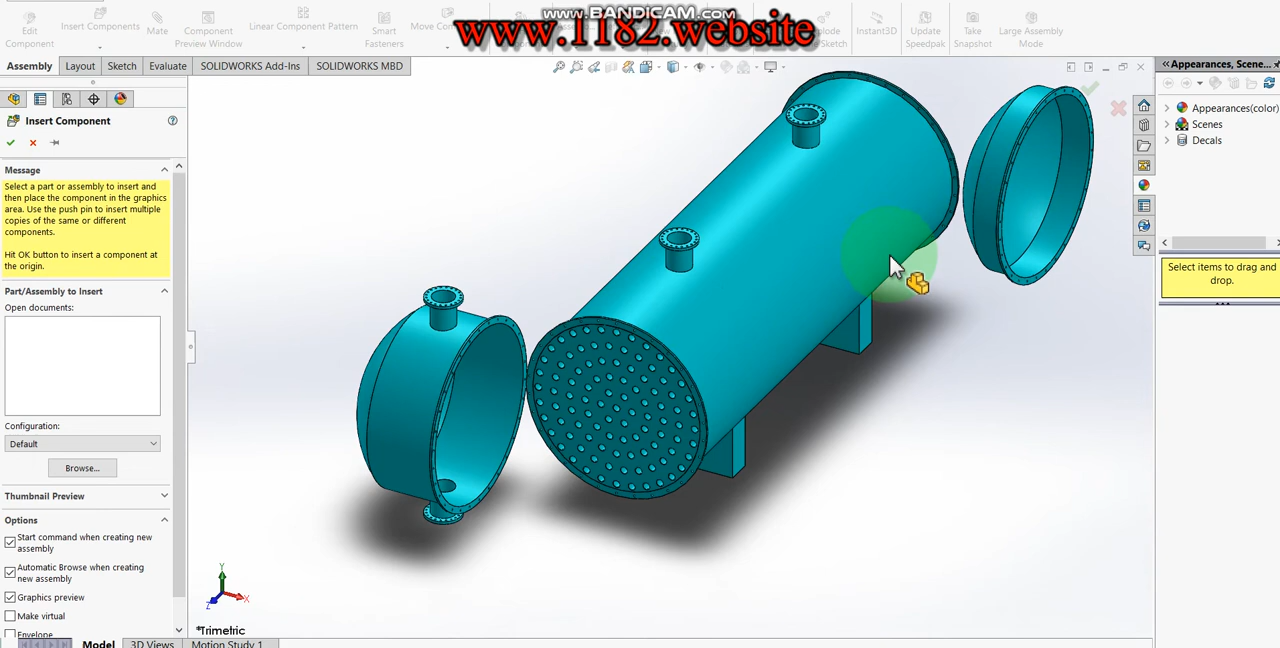 www.BANDICAM.com
www.1182.website
Edit Component
Insert Components
Mate
Component Preview Window
Linear Component Pattern
Smart Fasteners
Move Co
Instant3D
Update Speedpak
Take Snapshot
Large Assembly Mode
Assembly
Layout
Sketch
Evaluate
SOLIDWORKS Add-Ins
SOLIDWORKS MBD
Insert Component
Message
Select a part or assembly to insert and
then place the component in the graphics
area. Use the push pin to insert multiple
copies of the same or different
components.
Hit OK button to insert a component at
the origin.
Part/Assembly to Insert
Open documents:
Configuration:
Default
Browse...
Thumbnail Preview
Options
Start command when creating new
assembly
Automatic Browse when creating
new assembly
Graphics preview
Make virtual
Envelope
*Trimetric
Y
X
Z
Model
3D Views
Motion Study 1
Appearances, Scene...
Appearances(color)
Scenes
Decals
Select items to drag and
drop.